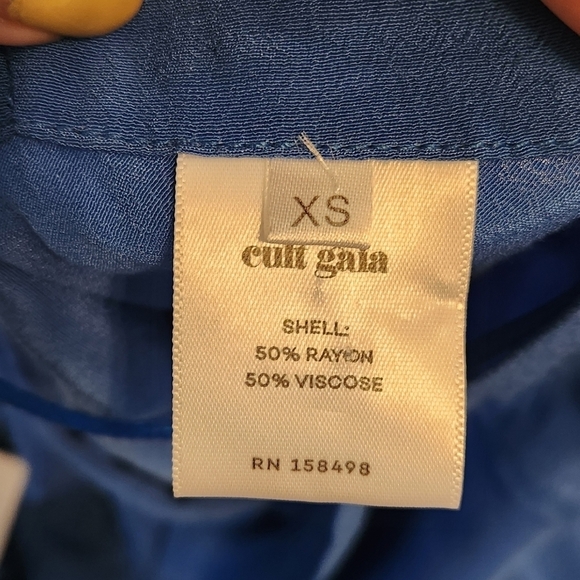 XS
cult gaia
SHELL:
50% RAYON
50% VISCOSE
RN 158498